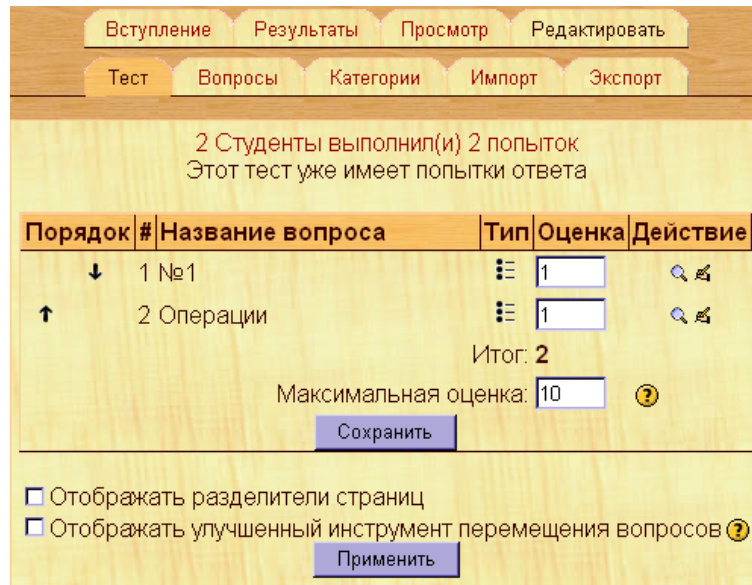 Вступление Результаты Просмотр Редактировать
Тест Вопросы Категории Импорт Экспорт
2 Студенты выполнил(и) 2 попыток
Этот тест уже имеет попытки ответа
Порядок # Название вопроса Тип Оценка Действие
1 №1 1
2 Операции 1
Итог: 2
Максимальная оценка: 10 ?
Сохранить
Отображать разделители страниц
Отображать улучшенный инструмент перемещения вопросов ?
Применить